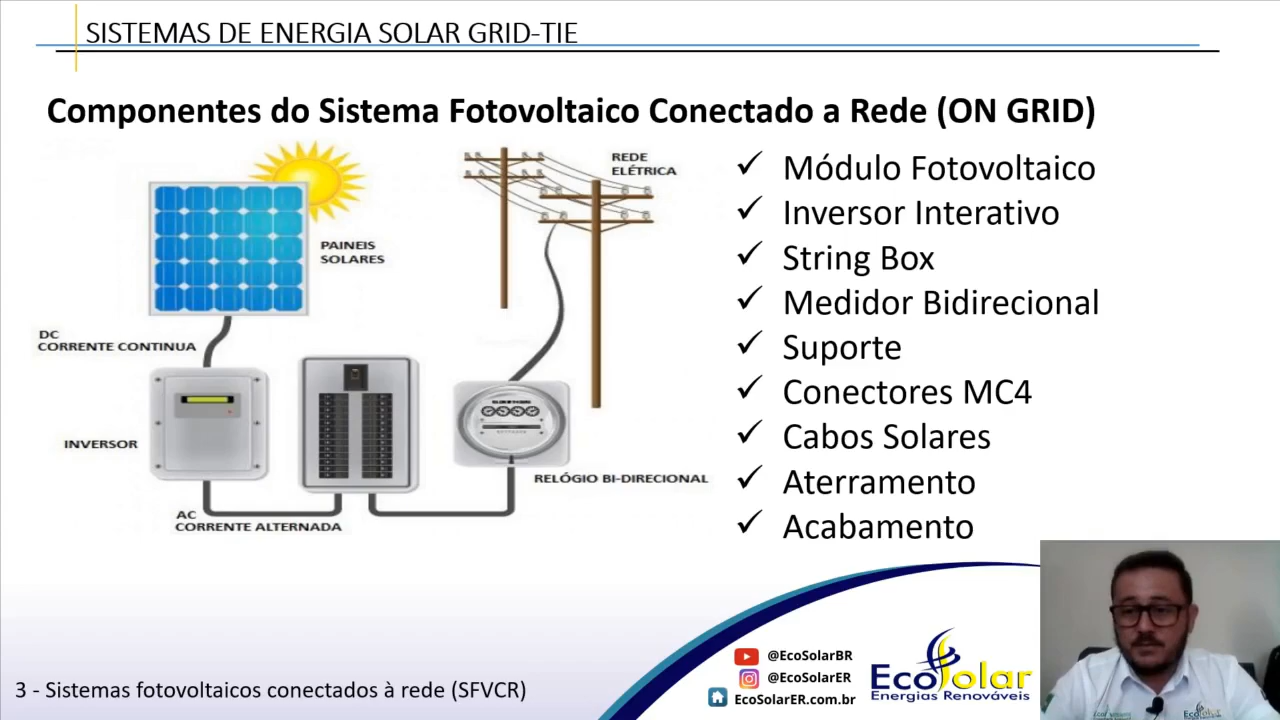 SISTEMAS DE ENERGIA SOLAR GRID-TIE
Componentes do Sistema Fotovoltaico Conectado a Rede (ON GRID)
REDE
ELÉTRICA
PAINEIS
SOLARES
DC
CORRENTE CONTINUA
INVERSOR
RELÓGIO BI-DIRECIONAL
AC
CORRENTE ALTERNADA
✓ Módulo Fotovoltaico
✓ Inversor Interativo
✓ String Box
✓ Medidor Bidirecional
✓ Suporte
✓ Conectores MC4
✓ Cabos Solares
✓ Aterramento
✓ Acabamento
@EcoSolarBR
@EcoSolarER
EcoSolarER.com.br
EcoSolar
Energias Renováveis
3 - Sistemas fotovoltaicos conectados à rede (SFVCR)